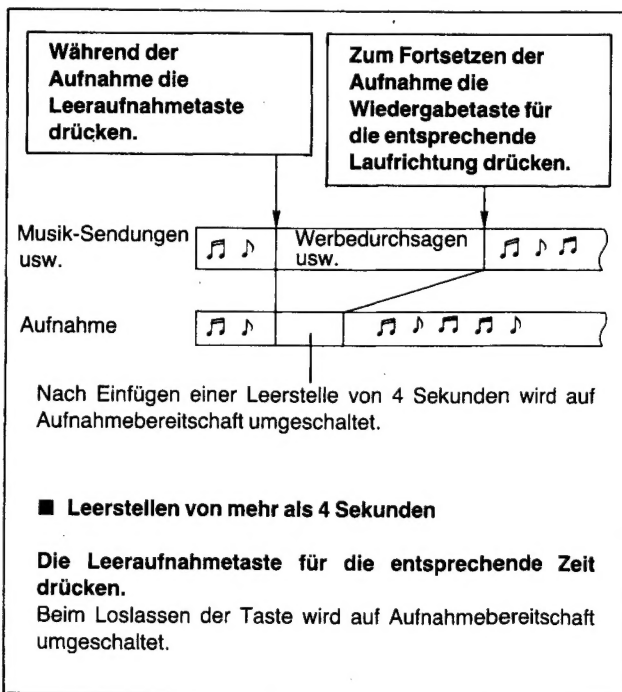 Während der
Aufnahme die
Leeraufnahmetaste
drücken.
Zum Fortsetzen der
Aufnahme die
Wiedergabetaste für
die entsprechende
Laufrichtung drücken.
Musik-Sendungen
usw.
Werbedurchsagen
usw.
Aufnahme
Nach Einfügen einer Leerstelle von 4 Sekunden wird auf
Aufnahmebereitschaft umgeschaltet.
■ Leerstellen von mehr als 4 Sekunden
Die Leeraufnahmetaste für die entsprechende Zeit
drücken.
Beim Loslassen der Taste wird auf Aufnahmebereitschaft
umgeschaltet.